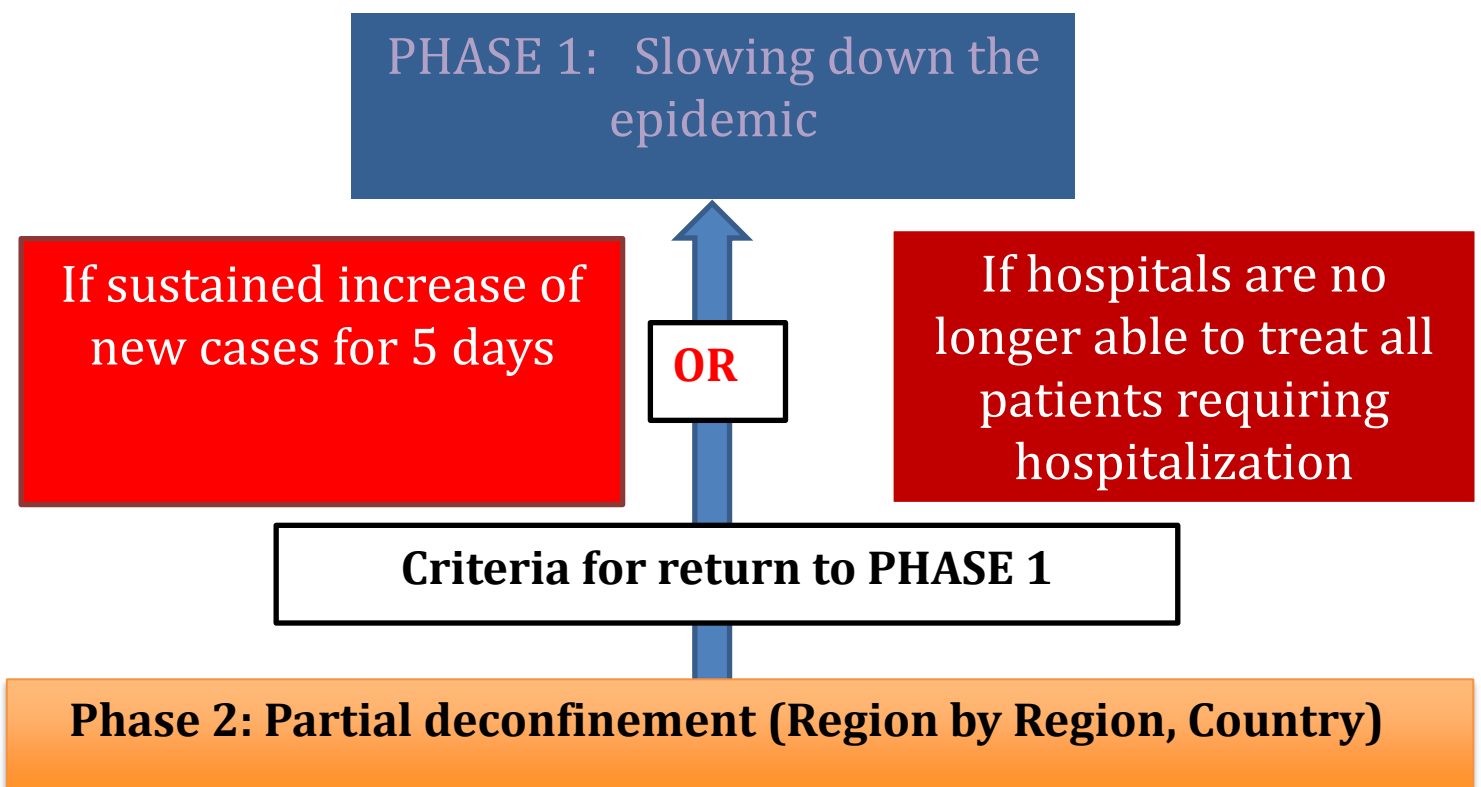 PHASE 1: Slowing down the
epidemic
If sustained increase of
new cases for 5 days
OR
If hospitals are no
longer able to treat all
patients requiring
hospitalization
Criteria for return to PHASE 1
Phase 2: Partial deconfinement (Region by Region, Country)